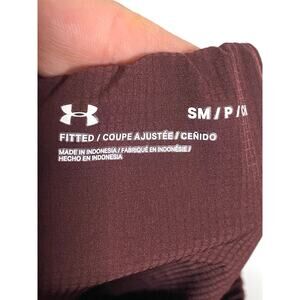 SM / P /
FITTED / COUPE AJUSTÉE / CEÑIDO
MADE IN INDONESIA / FABRIQUÉ EN INDONÉSIE /
HECHO EN INDONESIA